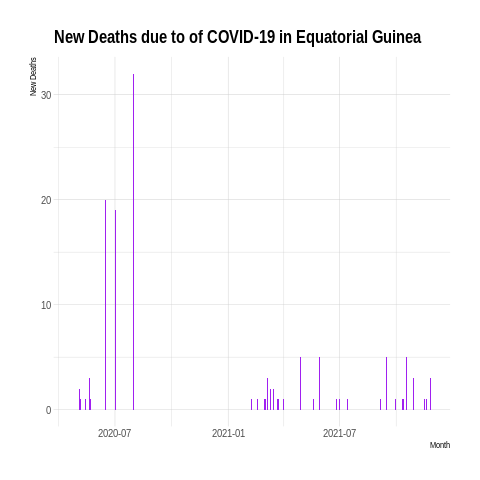 New Deaths due to of COVID-19 in Equatorial Guinea
New Deaths
30
20
10
0
2020-07 2021-01 2021-07
Month